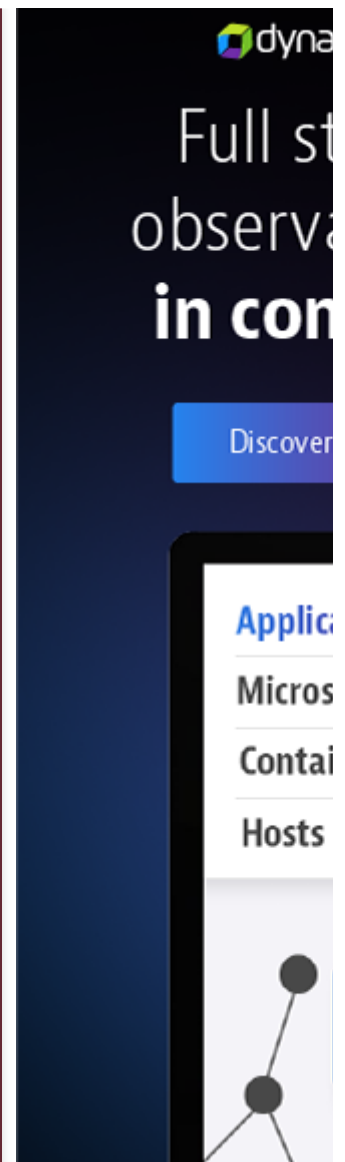 dyna
Full st
observa
in con
Discover
Applica
Micros
Contai
Hosts